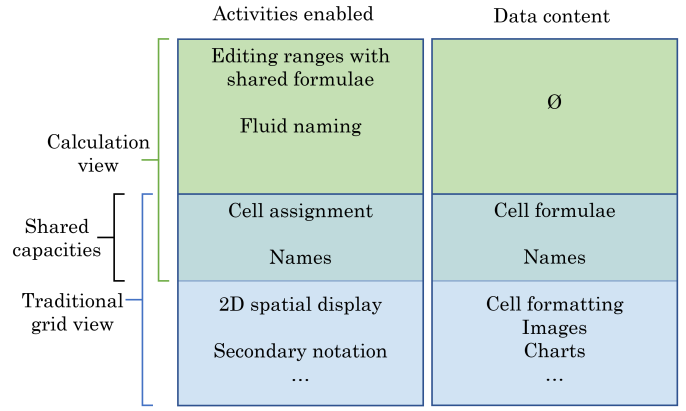 Activities enabled
Data content
Editing ranges with
shared formulae
Fluid naming
Ø
Calculation
view
Shared
capacities
Cell assignment
Names
Cell formulae
Names
Traditional
grid view
2D spatial display
Secondary notation
...
Cell formatting
Images
Charts
...